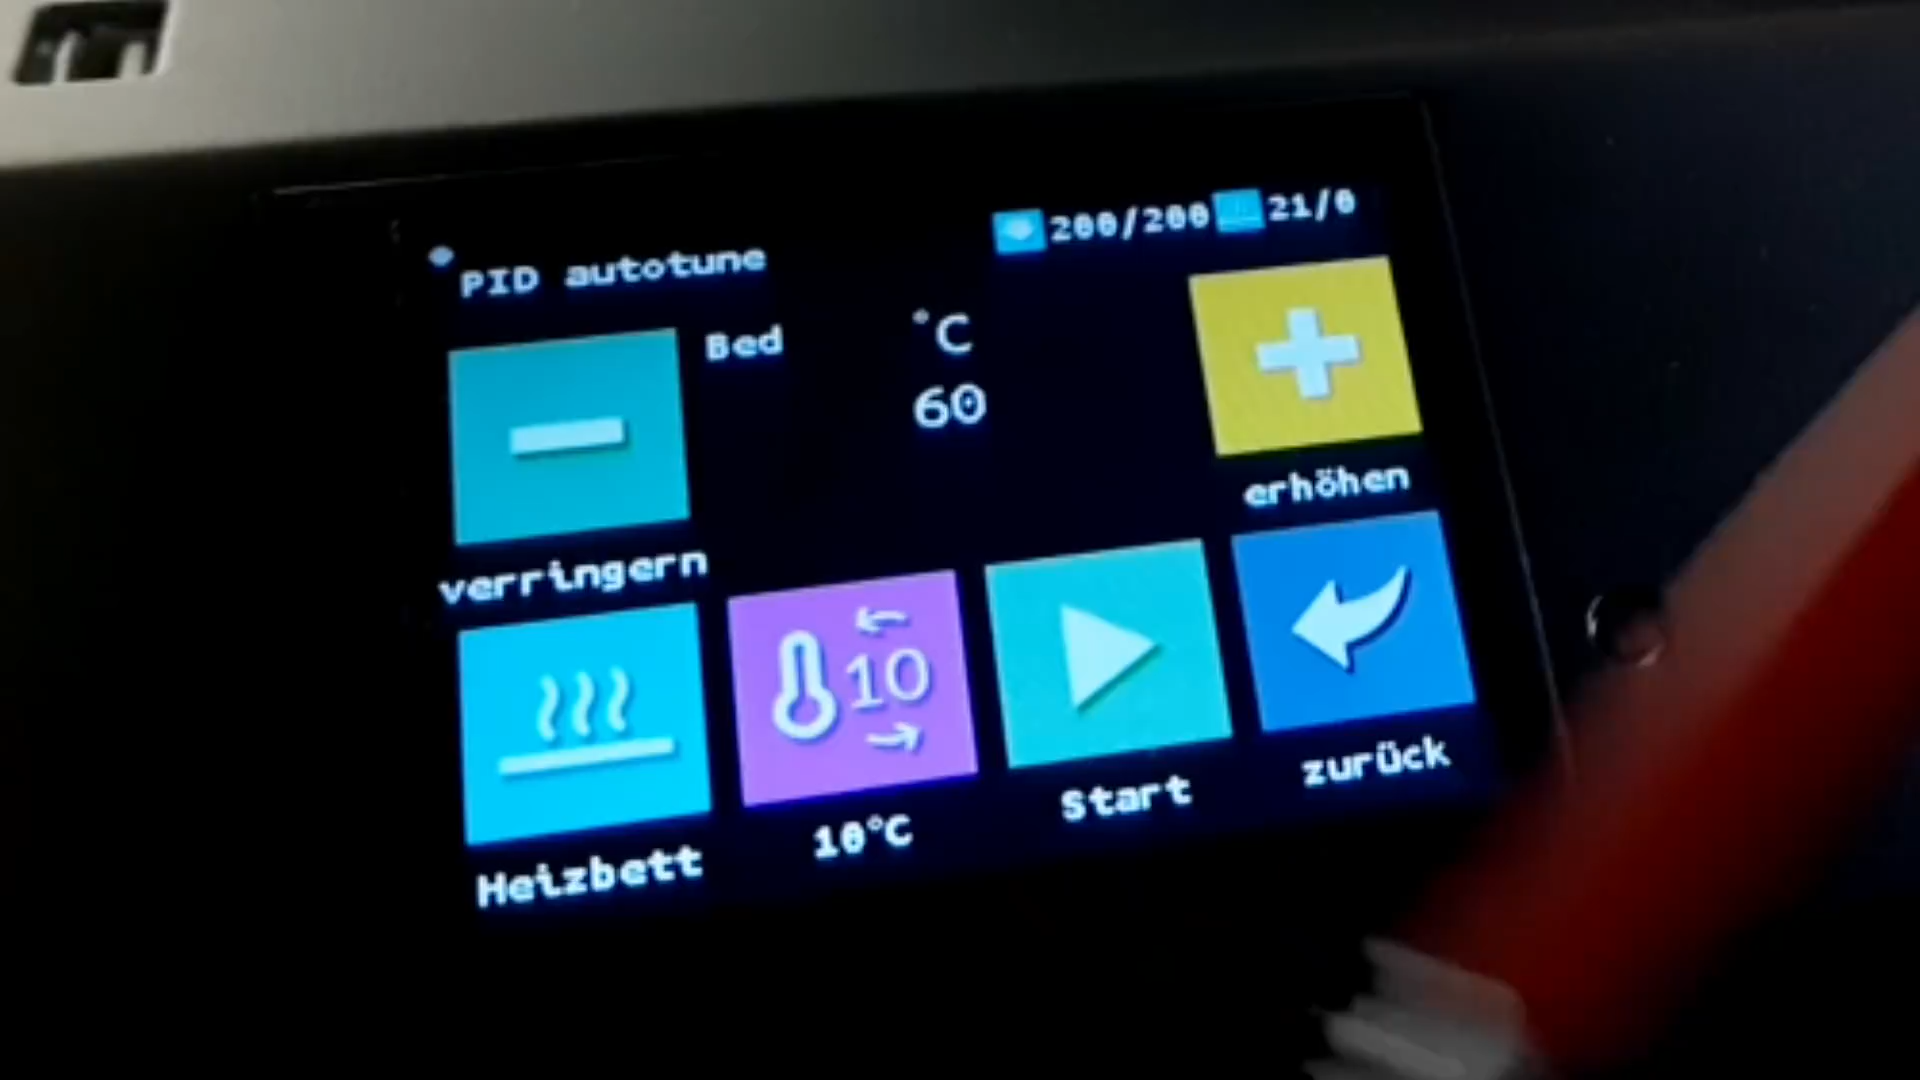 PID autotune 200/200 21/0
Bed °C
60
verringern erhöhen
10
Heizbett 10°C Start zurück